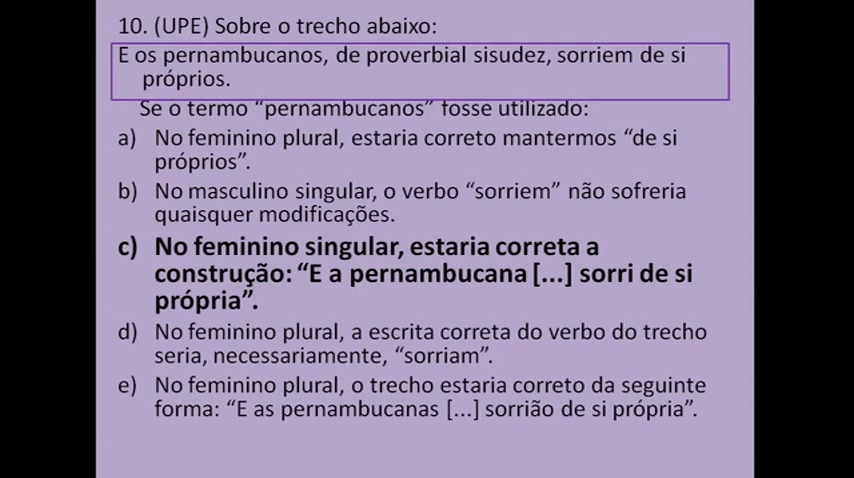 10. (UPE) Sobre o trecho abaixo:
E os pernambucanos, de proverbial sisudez, sorriem de si
próprios.
Se o termo “pernambucanos” fosse utilizado:
a) No feminino plural, estaria correto mantermos “de si
próprios”.
b) No masculino singular, o verbo “sorriem” não sofreria
quaisquer modificações.
c) No feminino singular, estaria correta a
construção: “E a pernambucana [...] sorri de si
própria”.
d) No feminino plural, a escrita correta do verbo do trecho
seria, necessariamente, “sorriam”.
e) No feminino plural, o trecho estaria correto da seguinte
forma: “E as pernambucanas [...] sorrião de si própria”.